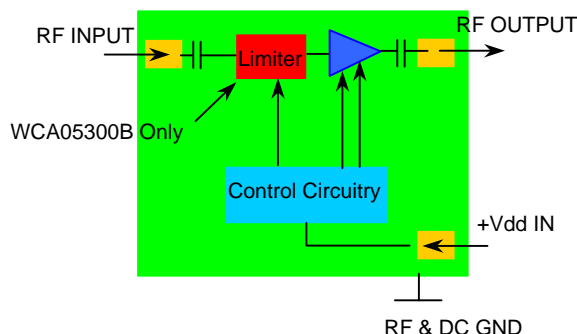 RF INPUT
RF OUTPUT
Limiter
WCA05300B Only
Control Circuitry
+Vdd IN
RF & DC GND